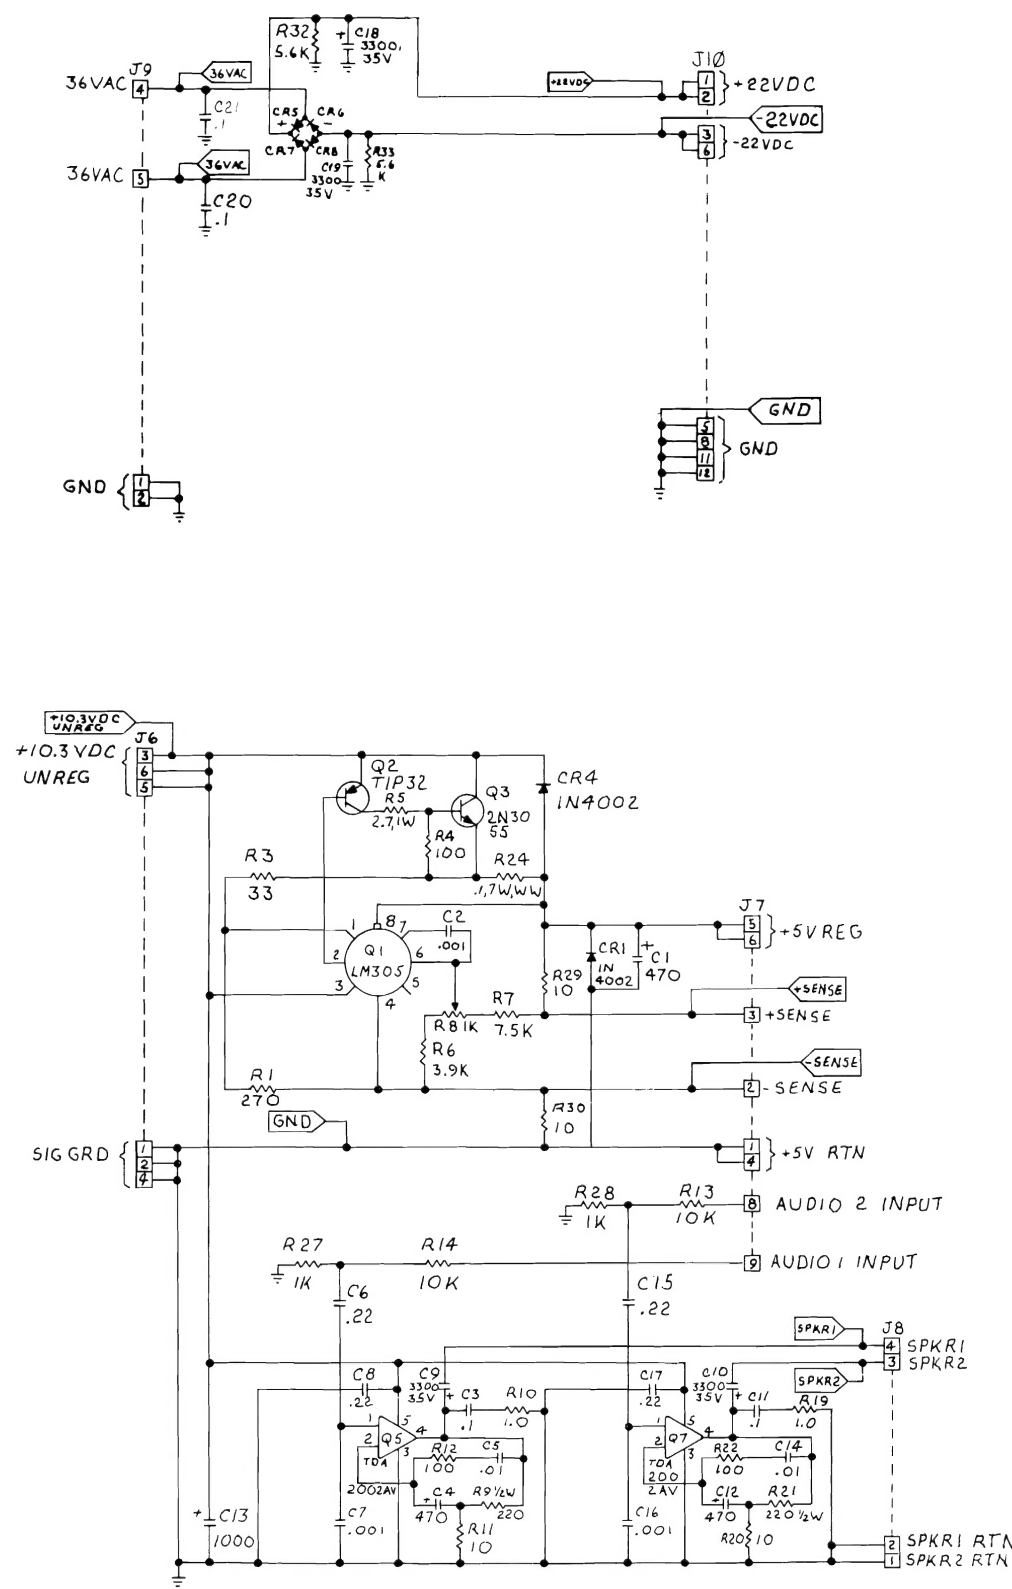 R32
5.6K
+ C18
3300,
35V
J9
36VAC 4
36VAC
C21
.1
CR5 CR6
+ -
CR7 CR8
C19
3300
35V
R33
5.6
K
36VAC 5
36VAC
C20
.1
J10
+22VDC
1
2
+22VDC
-22VDC
3
6
-22VDC
GND
5
8
11
12
GND
GND
1
2
+10.3VDC
UNREG
J6
+10.3VDC
UNREG
3
6
5
Q2
TIP32
R5
2.7,1W
Q3
2N30
55
R4
100
CR4
1N4002
R3
33
R24
.1,7W,WW
1 8 7
2 Q1 6
LM305
3 4 5
C2
.001
R8 1K
R7
7.5K
R6
3.9K
R29
10
CR1
1N
4002
+
C1
470
J7
5
6
+5V REG
+SENSE
3 +SENSE
-SENSE
2 -SENSE
R1
270
R30
10
GND
SIG GRD
1
2
4
1
4
+5V RTN
R28
1K
R13
10K
8 AUDIO 2 INPUT
R27
1K
R14
10K
9 AUDIO 1 INPUT
C6
.22
C15
.22
SPKR1
J8
4 SPKR1
3 SPKR2
SPKR2
C8
.22
C9
3300
35V
+
C3
.1
R10
1.0
1 5
2 Q5 4
3
TDA
2002AV
R12
100
C5
.01
+ C4
470
R9 1/2W
220
R11
10
C7
.001
+ C13
1000
C17
.22
C10
3300
35V
+
C11
.1
R19
1.0
1 5
2 Q7 4
3
TDA
200
2AV
R22
100
C14
.01
+ C12
470
R21
220 1/2W
R20 10
C16
.001
2 SPKR1 RTN
1 SPKR2 RTN